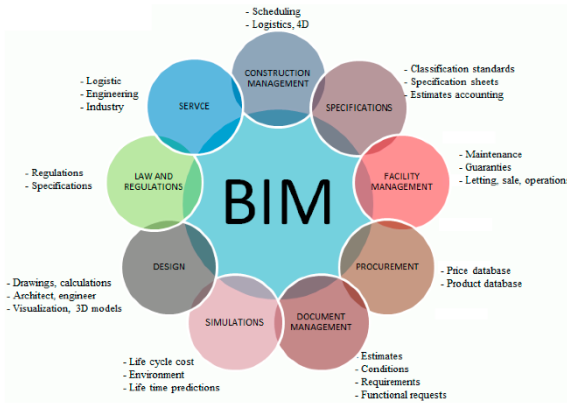 - Scheduling
- Logistics, 4D
CONSTRUCTION
MANAGEMENT
- Classification standards
- Specification sheets
- Estimates accounting
SPECIFICATIONS
- Maintenance
- Guaranties
- Letting, sale, operations
FACILITY
MANAGEMENT
PROCUREMENT
- Price database
- Product database
DOCUMENT
MANAGEMENT
- Estimates
- Conditions
- Requirements
- Functional requests
SIMULATIONS
- Life cycle cost
- Environment
- Life time predictions
DESIGN
- Drawings, calculations
- Architect, engineer
- Visualization, 3D models
LAW AND
REGULATIONS
- Regulations
- Specifications
SERVCE
- Logistic
- Engineering
- Industry
BIM